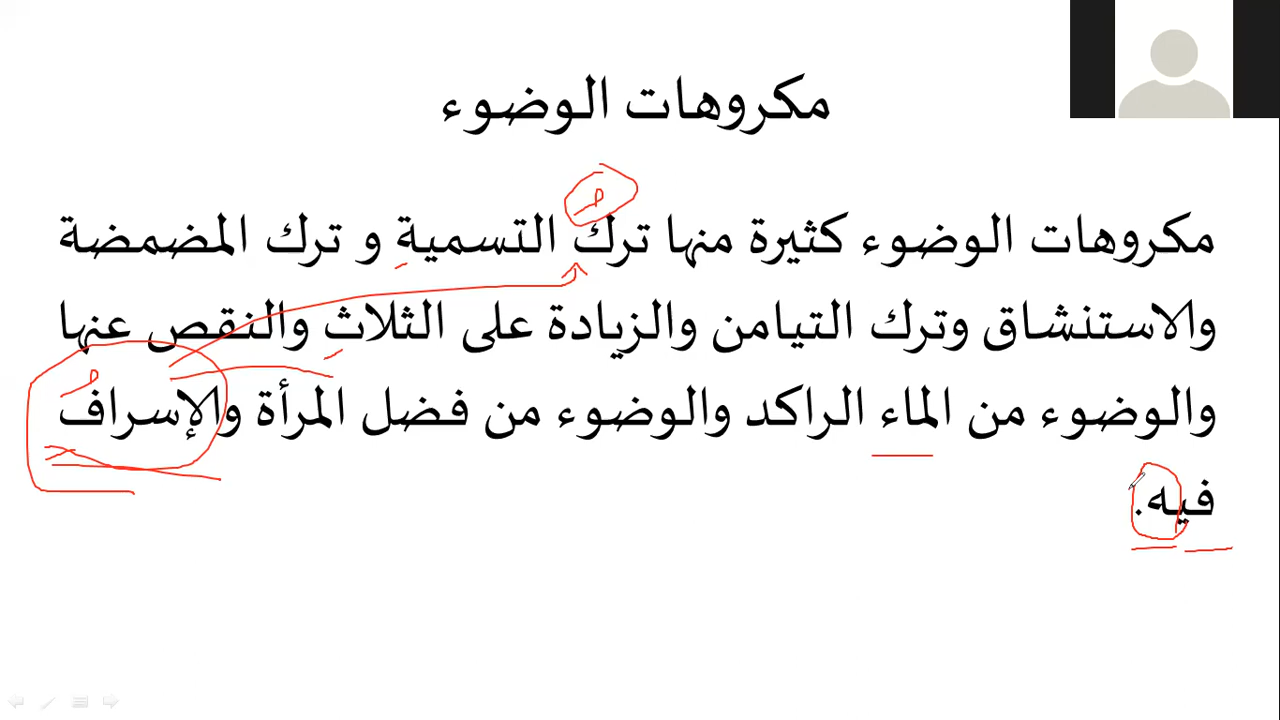 مكروهات الوضوء
مكروهات الوضوء كثيرة منها ترك التسمية و ترك المضمضة
والاستنشاق وترك التيامن والزيادة على الثلاث والنقص عنها
والوضوء من الماء الراكد والوضوء من فضل المرأة والإسراف
فيه.